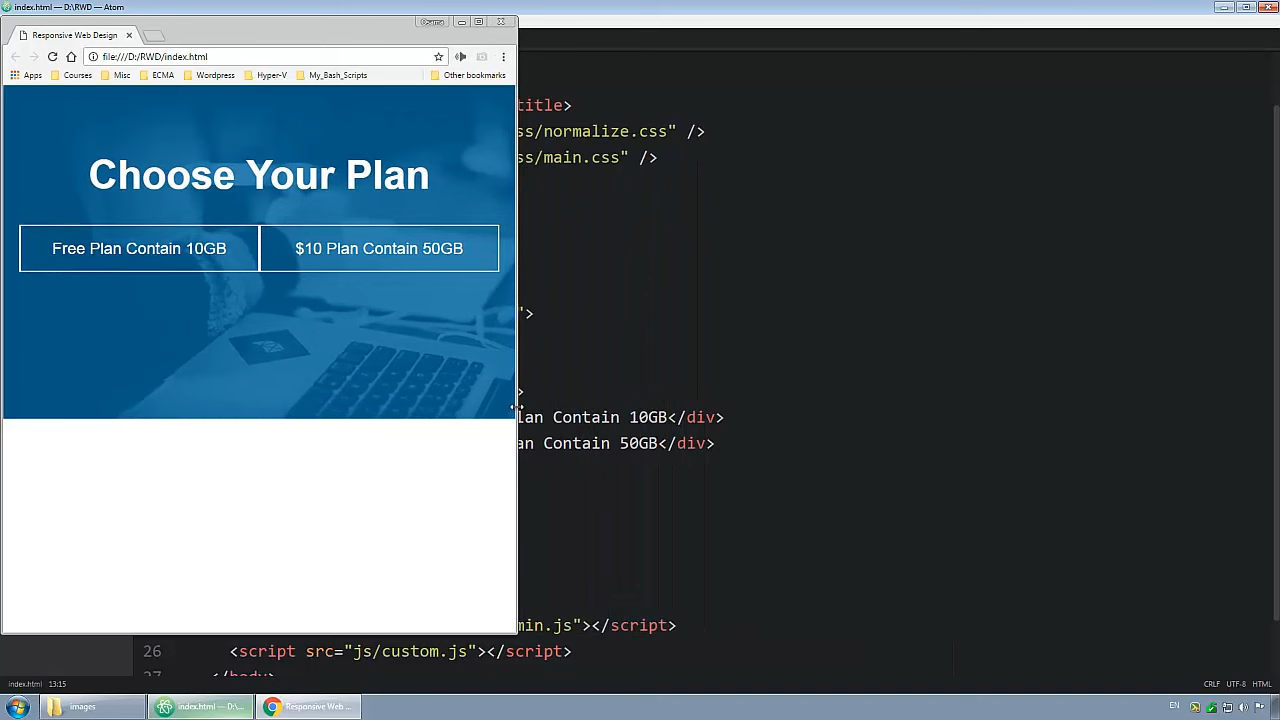 index.html — D:\RWD — Atom
Osama
Responsive Web Design
file:///D:/RWD/index.html
Apps Courses Misc ECMA Wordpress Hyper-V My_Bash_Scripts Other bookmarks
title>
ss/normalize.css" />
ss/main.css" />
Choose Your Plan
Free Plan Contain 10GB $10 Plan Contain 50GB
">
>
lan Contain 10GB</div>
an Contain 50GB</div>
min.js"></script>
26 <script src="js/custom.js"></script>
27 </body>
index.html 13:15 CRLF UTF-8 HTML
images index.html — D:\... Responsive Web ... EN